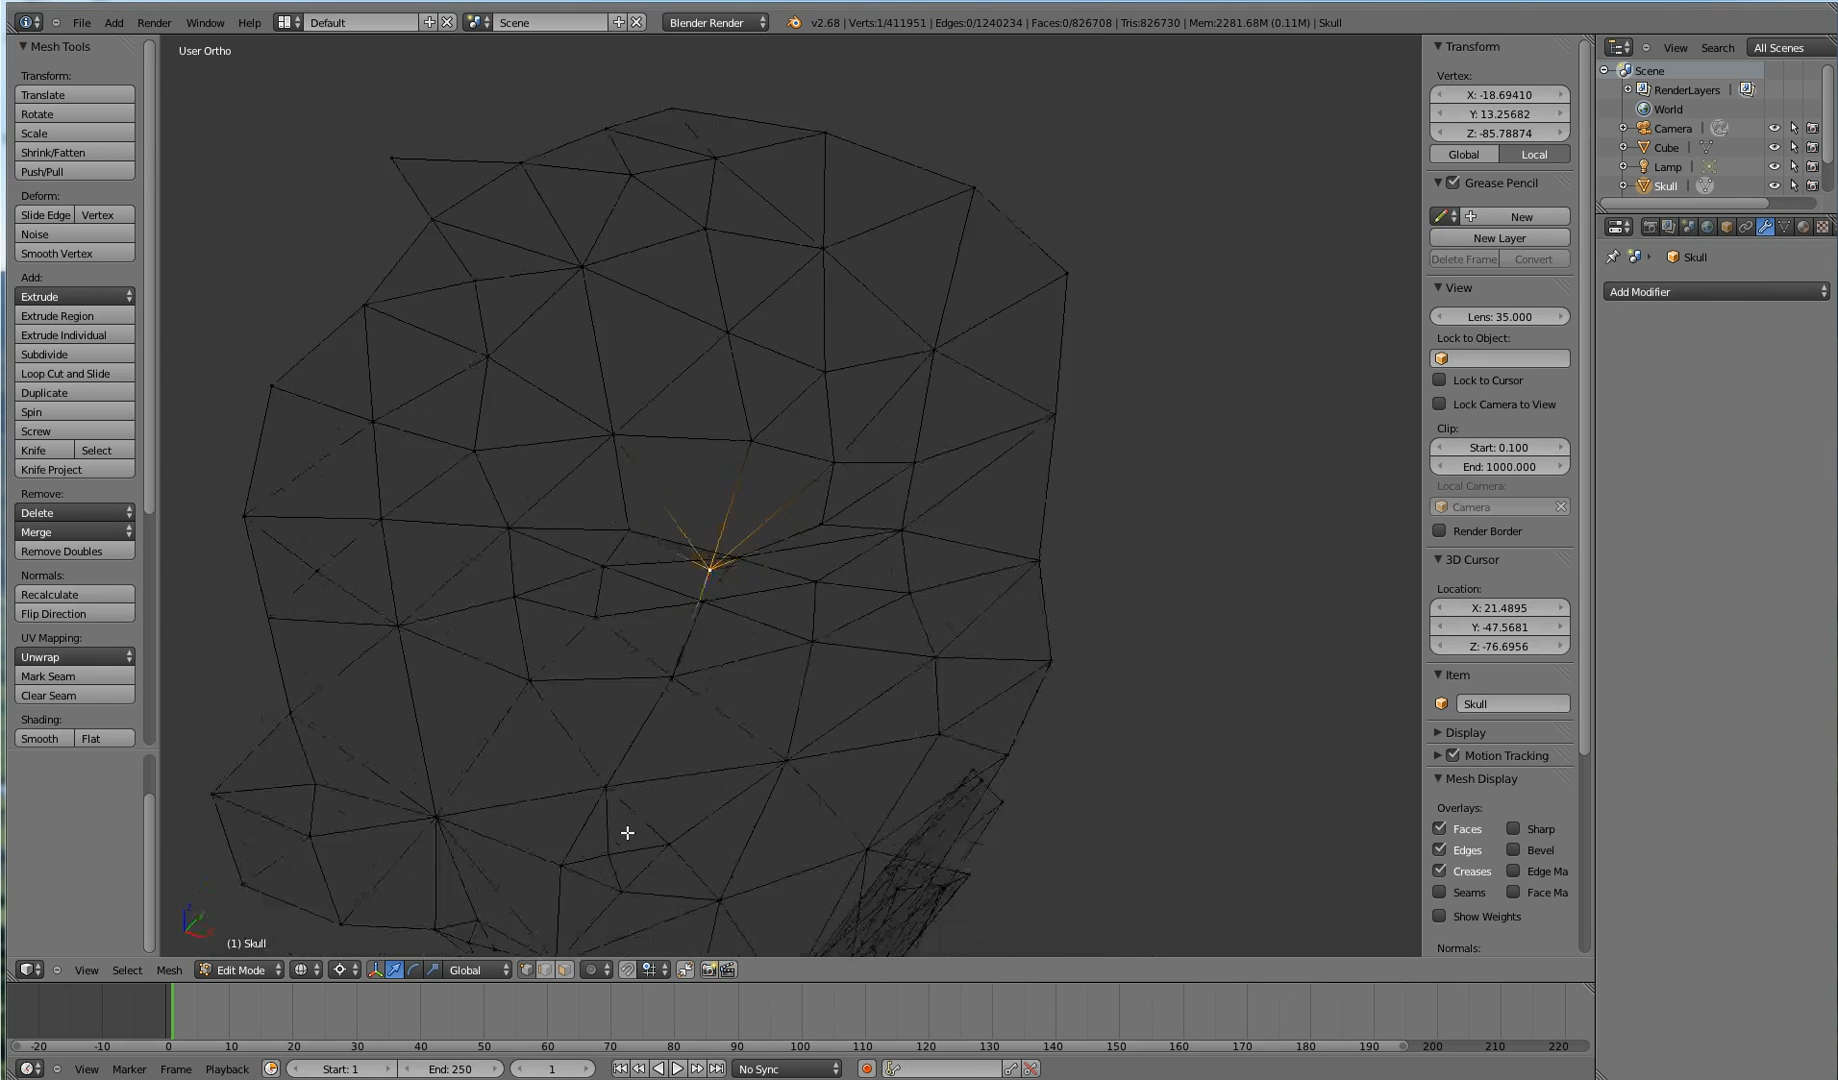 File Add Render Window Help Default Scene Blender Render v2.68 | Verts:1/411951 | Edges:0/1240234 | Faces:0/826708 | Tris:826730 | Mem:2281.68M (0.11M) | Skull
Mesh Tools
Transform:
Translate
Rotate
Scale
Shrink/Fatten
Push/Pull
Deform:
Slide Edge Vertex
Noise
Smooth Vertex
Add:
Extrude
Extrude Region
Extrude Individual
Subdivide
Loop Cut and Slide
Duplicate
Spin
Screw
Knife Select
Knife Project
Remove:
Delete
Merge
Remove Doubles
Normals:
Recalculate
Flip Direction
UV Mapping:
Unwrap
Mark Seam
Clear Seam
Shading:
Smooth Flat
User Ortho
(1) Skull
Transform
Vertex:
X: -18.69410
Y: 13.25682
Z: -85.78874
Global Local
Grease Pencil
New
New Layer
Delete Frame Convert
View
Lens: 35.000
Lock to Object:
Lock to Cursor
Lock Camera to View
Clip:
Start: 0.100
End: 1000.000
Local Camera:
Camera
Render Border
3D Cursor
Location:
X: 21.4895
Y: -47.5681
Z: -76.6956
Item
Skull
Display
Motion Tracking
Mesh Display
Overlays:
Faces Sharp
Edges Bevel
Creases Edge Ma
Seams Face Ma
Show Weights
Normals:
View Search All Scenes
Scene
RenderLayers
World
Camera
Cube
Lamp
Skull
Skull
Add Modifier
View Select Mesh Edit Mode Global
-20 -10 0 10 20 30 40 50 60 70 80 90 100 110 120 130 140 150 160 170 180 190 200 210 220
View Marker Frame Playback Start: 1 End: 250 1 No Sync